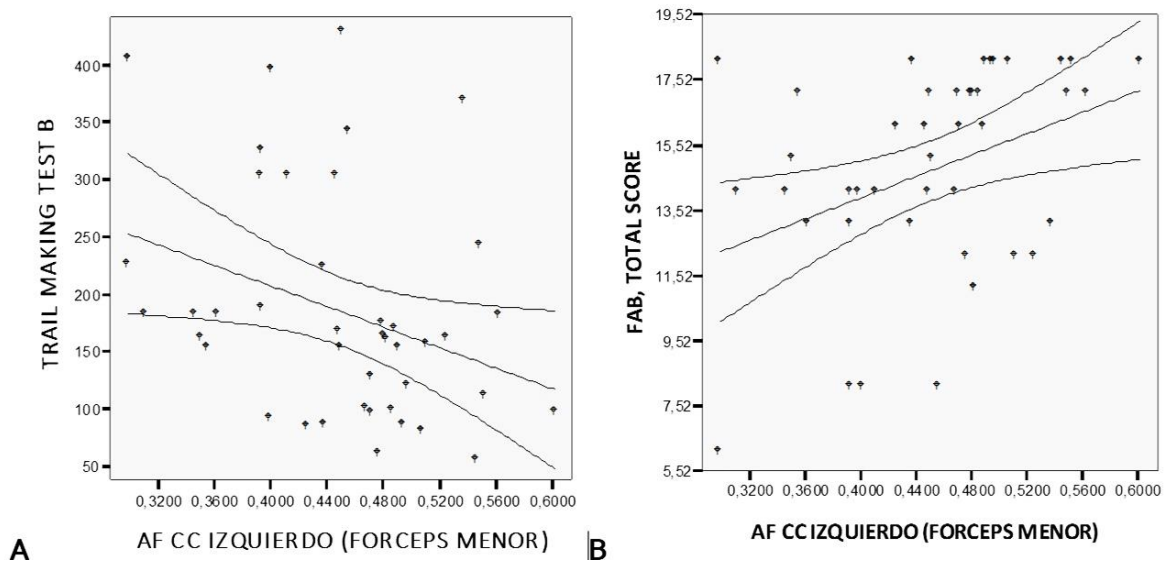 TRAIL MAKING TEST B
400
350
300
250
200
150
100
50
0,3200 0,3600 0,4000 0,4400 0,4800 0,5200 0,5600 0,6000
AF CC IZQUIERDO (FORCEPS MENOR)
A
FAB, TOTAL SCORE
19,52
17,52
15,52
13,52
11,52
9,52
7,52
5,52
0,3200 0,3600 0,4000 0,4400 0,4800 0,5200 0,5600 0,6000
AF CC IZQUIERDO (FORCEPS MENOR)
B